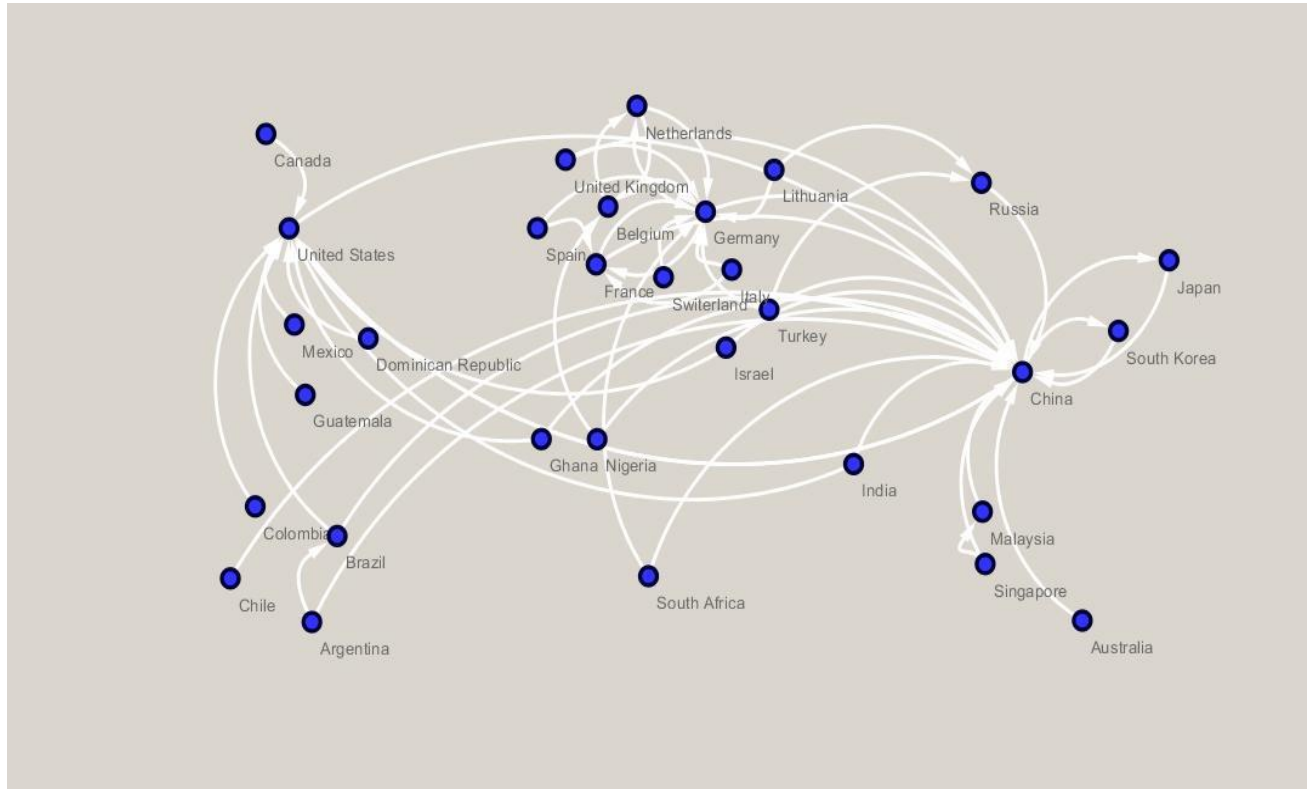 Netherlands
Canada
United Kingdom
Lithuania
Russia
Belgium
Germany
United States
Spain
Japan
France
Switerland
Italy
Turkey
Mexico
Dominican Republic
Israel
South Korea
China
Guatemala
Ghana
Nigeria
India
Colombia
Brazil
Malaysia
Singapore
Chile
South Africa
Argentina
Australia